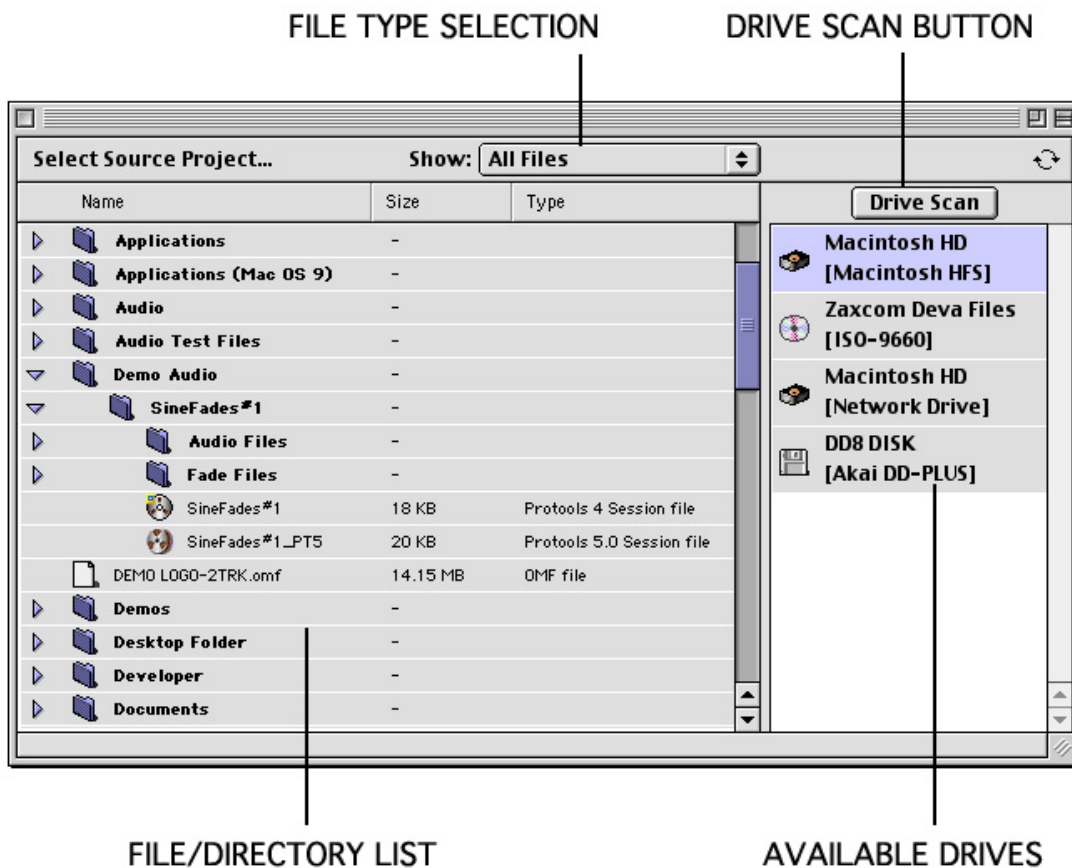 FILE TYPE SELECTION DRIVE SCAN BUTTON
Select Source Project... Show: All Files
Drive Scan
Name Size Type
Applications -
Applications (Mac OS 9) -
Audio -
Audio Test Files -
Demo Audio -
SineFades#1 -
Audio Files -
Fade Files -
SineFades#1 18 KB Protools 4 Session file
SineFades#1_PT5 20 KB Protools 5.0 Session file
DEMO LOGO-2TRK.omf 14.15 MB OMF file
Demos -
Desktop Folder -
Developer -
Documents -
Macintosh HD
[Macintosh HFS]
Zaxcom Deva Files
[ISO-9660]
Macintosh HD
[Network Drive]
DD8 DISK
[Akai DD-PLUS]
FILE/DIRECTORY LIST AVAILABLE DRIVES